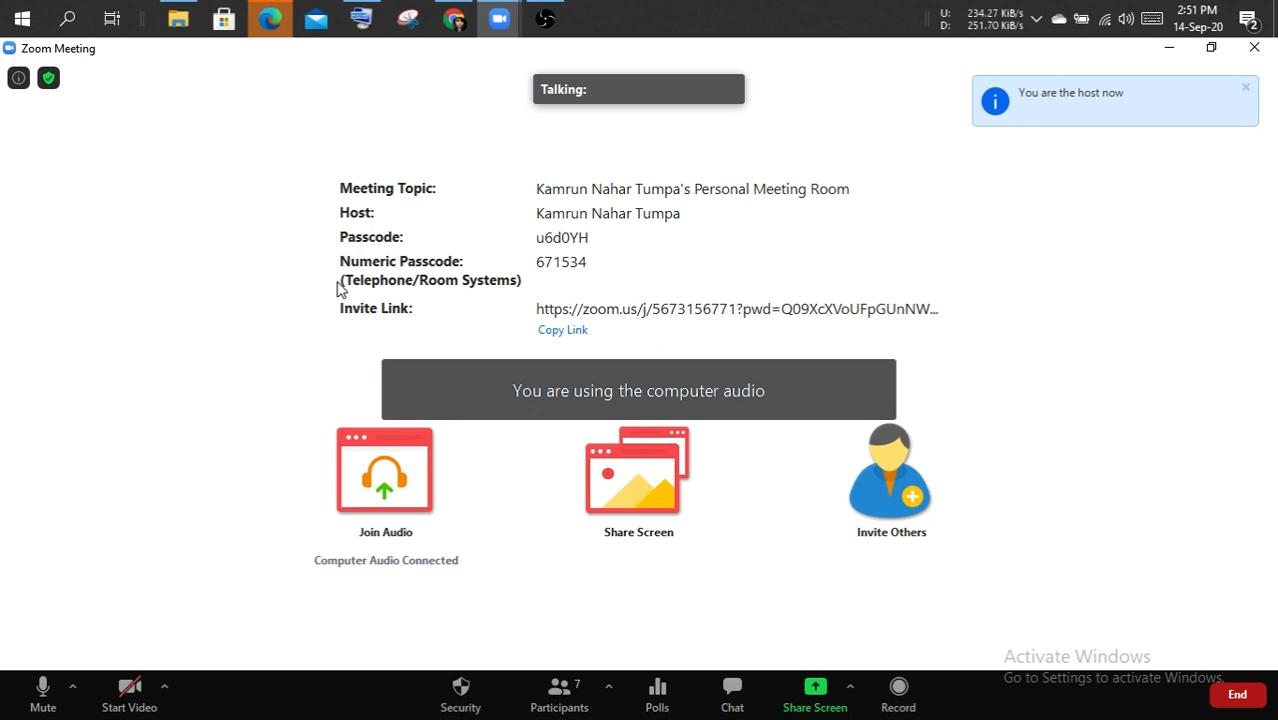 U: 234.27 KiB/s
D: 251.70 KiB/s
2:51 PM
14-Sep-20
2
Zoom Meeting
Talking:
You are the host now
Meeting Topic: Kamrun Nahar Tumpa's Personal Meeting Room
Host: Kamrun Nahar Tumpa
Passcode: u6d0YH
Numeric Passcode: 671534
(Telephone/Room Systems)
Invite Link: https://zoom.us/j/5673156771?pwd=Q09XcXVoUFpGUnNW...
Copy Link
You are using the computer audio
Join Audio Share Screen Invite Others
Computer Audio Connected
Activate Windows
Go to Settings to activate Windows.
7
Mute Start Video Security Participants Polls Chat Share Screen Record End